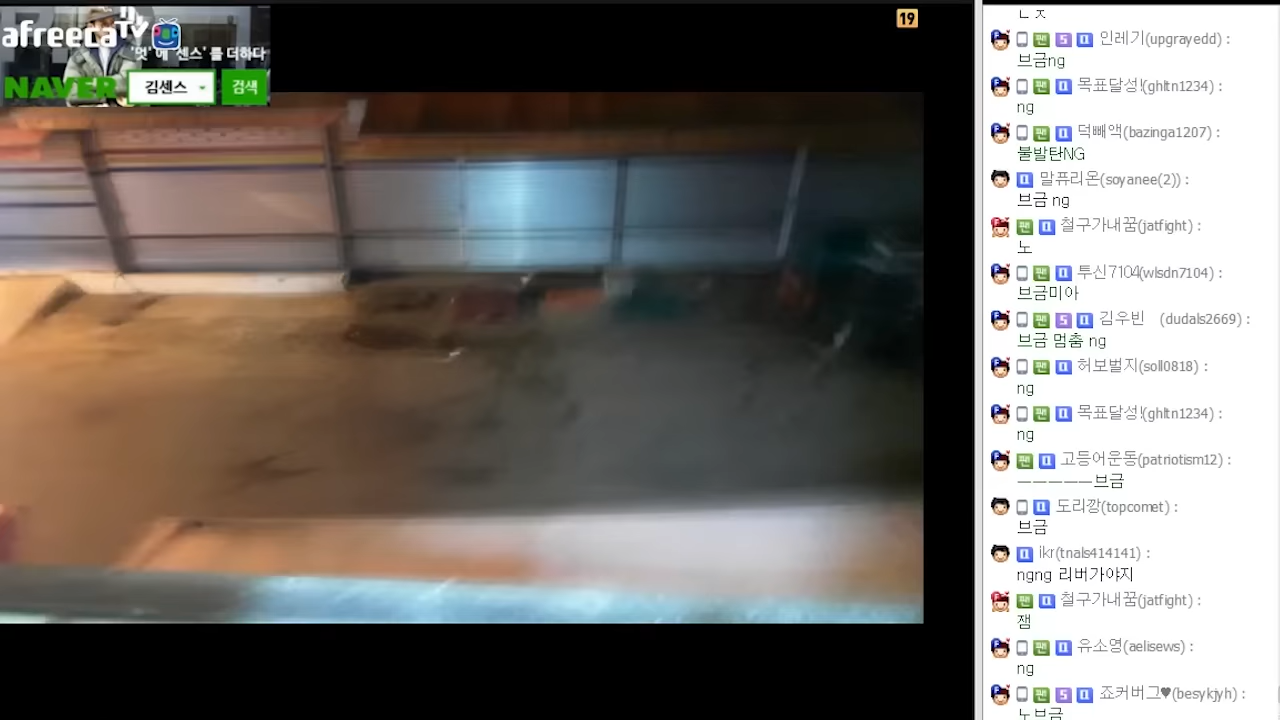 afreecaTV
'멋'에 '센스'를 더하다
NAVER 김센스 검색
19
ㄴㅈ
인레기(upgrayedd) :
브금ng
목표달성!(ghltn1234) :
ng
덕빼액(bazinga1207) :
불발탄NG
말퓨리온(soyanee(2)) :
브금 ng
철구가내꿈(jatfight) :
노
투신7104(wlsdn7104) :
브금미아
김우빈 (dudals2669) :
브금 멈춤 ng
허보벌지(soll0818) :
ng
목표달성!(ghltn1234) :
ng
고등어운동(patriotism12) :
ㅡㅡㅡㅡㅡ브금
도리깡(topcomet) :
브금
ikr(tnals414141) :
ngng 리버가야지
철구가내꿈(jatfight) :
잼
유소영(aelisews) :
ng
죠커버그♥(besykjyh) :
노브금